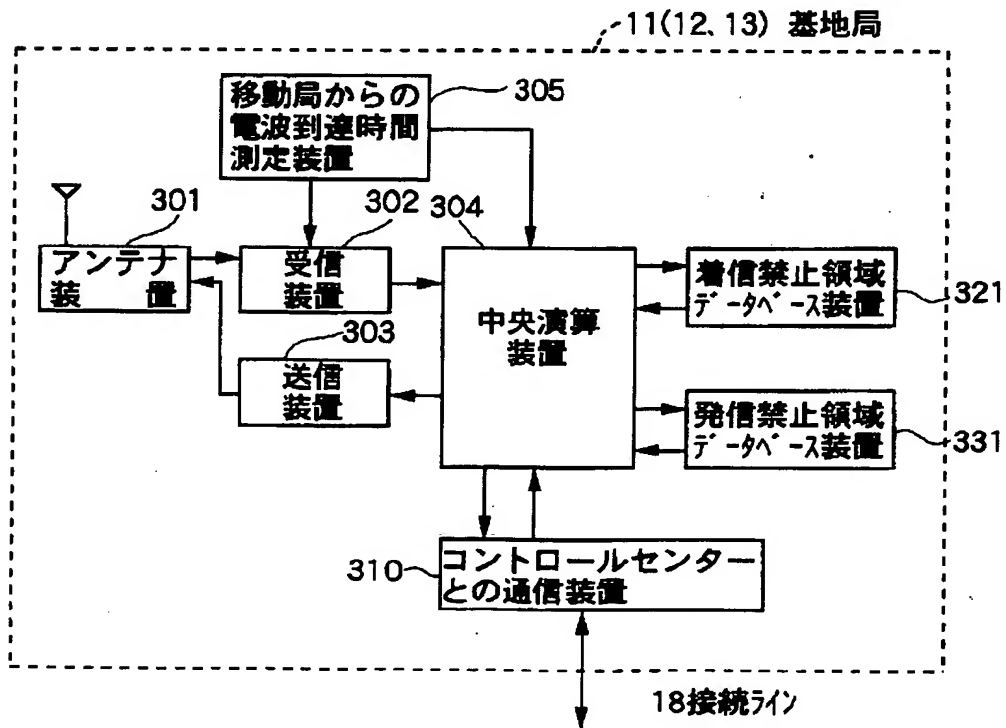 11(12、13) 基地局
移動局からの
電波到達時間
測定装置
305
301
アンテナ
装 置
302
受信
装置
304
中央演算
装置
303
送信
装置
着信禁止領域
データベース装置
321
発信禁止領域
データベース装置
331
310
コントロールセンター
との通信装置
18接続ライン